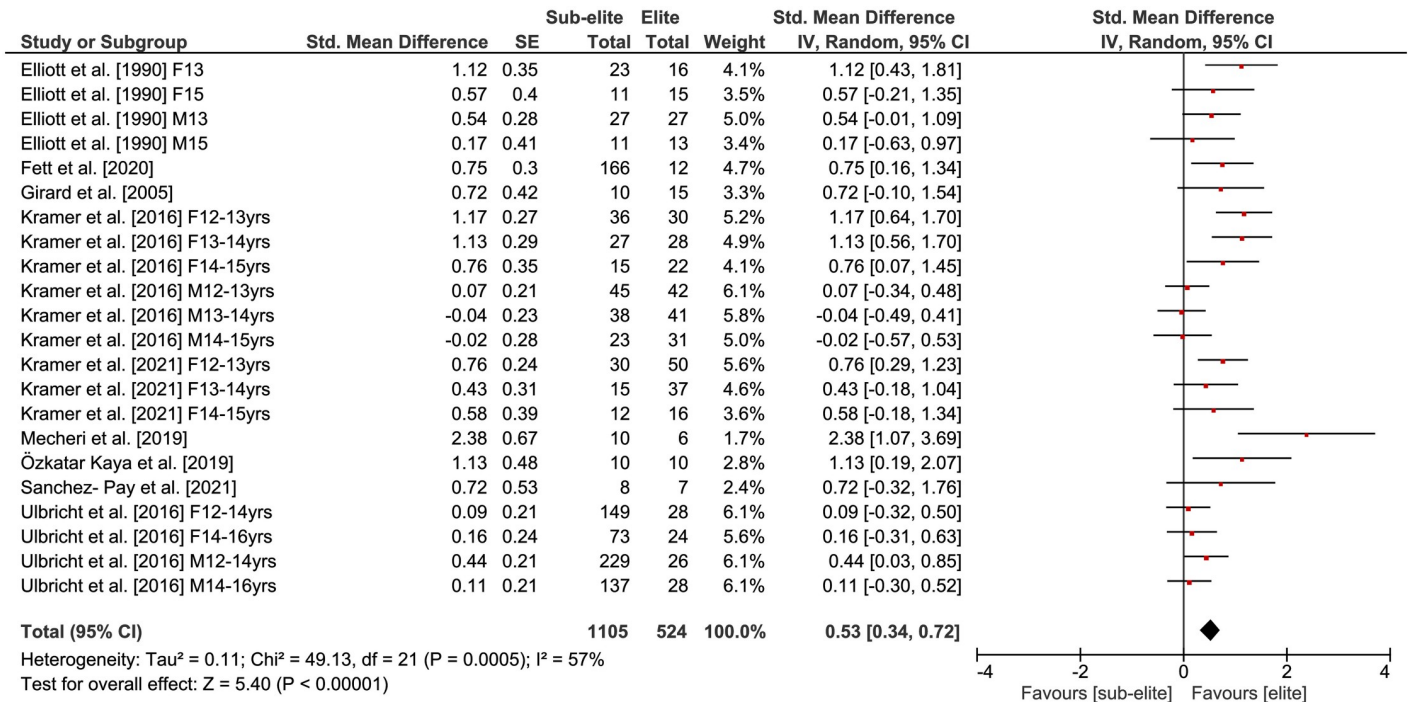 Sub-elite Elite Std. Mean Difference Std. Mean Difference
Study or Subgroup Std. Mean Difference SE Total Total Weight IV, Random, 95% CI IV, Random, 95% CI
Elliott et al. [1990] F13 1.12 0.35 23 16 4.1% 1.12 [0.43, 1.81]
Elliott et al. [1990] F15 0.57 0.4 11 15 3.5% 0.57 [-0.21, 1.35]
Elliott et al. [1990] M13 0.54 0.28 27 27 5.0% 0.54 [-0.01, 1.09]
Elliott et al. [1990] M15 0.17 0.41 11 13 3.4% 0.17 [-0.63, 0.97]
Fett et al. [2020] 0.75 0.3 166 12 4.7% 0.75 [0.16, 1.34]
Girard et al. [2005] 0.72 0.42 10 15 3.3% 0.72 [-0.10, 1.54]
Kramer et al. [2016] F12-13yrs 1.17 0.27 36 30 5.2% 1.17 [0.64, 1.70]
Kramer et al. [2016] F13-14yrs 1.13 0.29 27 28 4.9% 1.13 [0.56, 1.70]
Kramer et al. [2016] F14-15yrs 0.76 0.35 15 22 4.1% 0.76 [0.07, 1.45]
Kramer et al. [2016] M12-13yrs 0.07 0.21 45 42 6.1% 0.07 [-0.34, 0.48]
Kramer et al. [2016] M13-14yrs -0.04 0.23 38 41 5.8% -0.04 [-0.49, 0.41]
Kramer et al. [2016] M14-15yrs -0.02 0.28 23 31 5.0% -0.02 [-0.57, 0.53]
Kramer et al. [2021] F12-13yrs 0.76 0.24 30 50 5.6% 0.76 [0.29, 1.23]
Kramer et al. [2021] F13-14yrs 0.43 0.31 15 37 4.6% 0.43 [-0.18, 1.04]
Kramer et al. [2021] F14-15yrs 0.58 0.39 12 16 3.6% 0.58 [-0.18, 1.34]
Mecheri et al. [2019] 2.38 0.67 10 6 1.7% 2.38 [1.07, 3.69]
Özkatar Kaya et al. [2019] 1.13 0.48 10 10 2.8% 1.13 [0.19, 2.07]
Sanchez- Pay et al. [2021] 0.72 0.53 8 7 2.4% 0.72 [-0.32, 1.76]
Ulbricht et al. [2016] F12-14yrs 0.09 0.21 149 28 6.1% 0.09 [-0.32, 0.50]
Ulbricht et al. [2016] F14-16yrs 0.16 0.24 73 24 5.6% 0.16 [-0.31, 0.63]
Ulbricht et al. [2016] M12-14yrs 0.44 0.21 229 26 6.1% 0.44 [0.03, 0.85]
Ulbricht et al. [2016] M14-16yrs 0.11 0.21 137 28 6.1% 0.11 [-0.30, 0.52]
Total (95% CI) 1105 524 100.0% 0.53 [0.34, 0.72]
Heterogeneity: Tau² = 0.11; Chi² = 49.13, df = 21 (P = 0.0005); I² = 57%
Test for overall effect: Z = 5.40 (P < 0.00001)
-4 -2 0 2 4
Favours [sub-elite] Favours [elite]